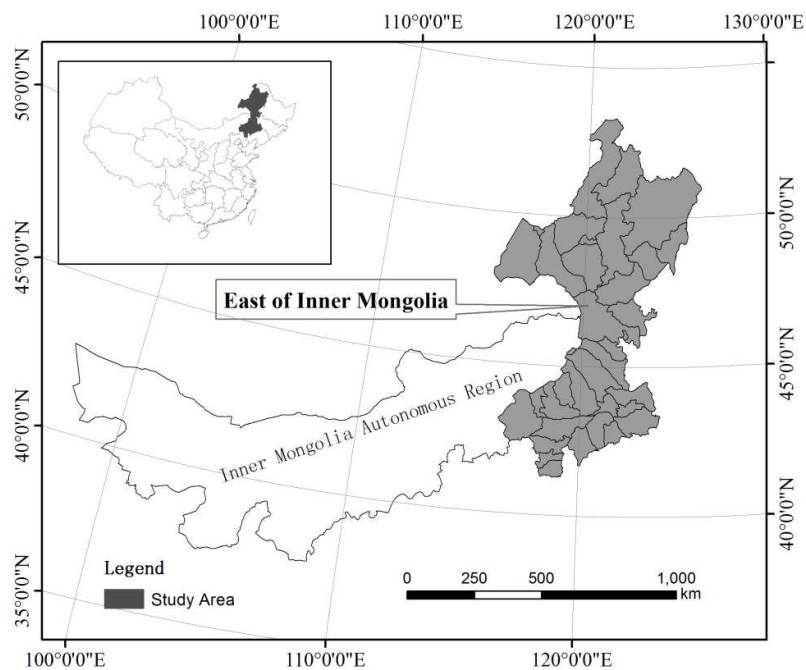 100°0'0"E
110°0'0"E
120°0'0"E
130°0'0"E
50°0'0"N
45°0'0"N
40°0'0"N
35°0'0"N
50°0'0"N
45°0'0"N
40°0'0"N
East of Inner Mongolia
Inner Mongolia Autonomous Region
Legend
Study Area
0 250 500 1,000
km
100°0'0"E
110°0'0"E
120°0'0"E